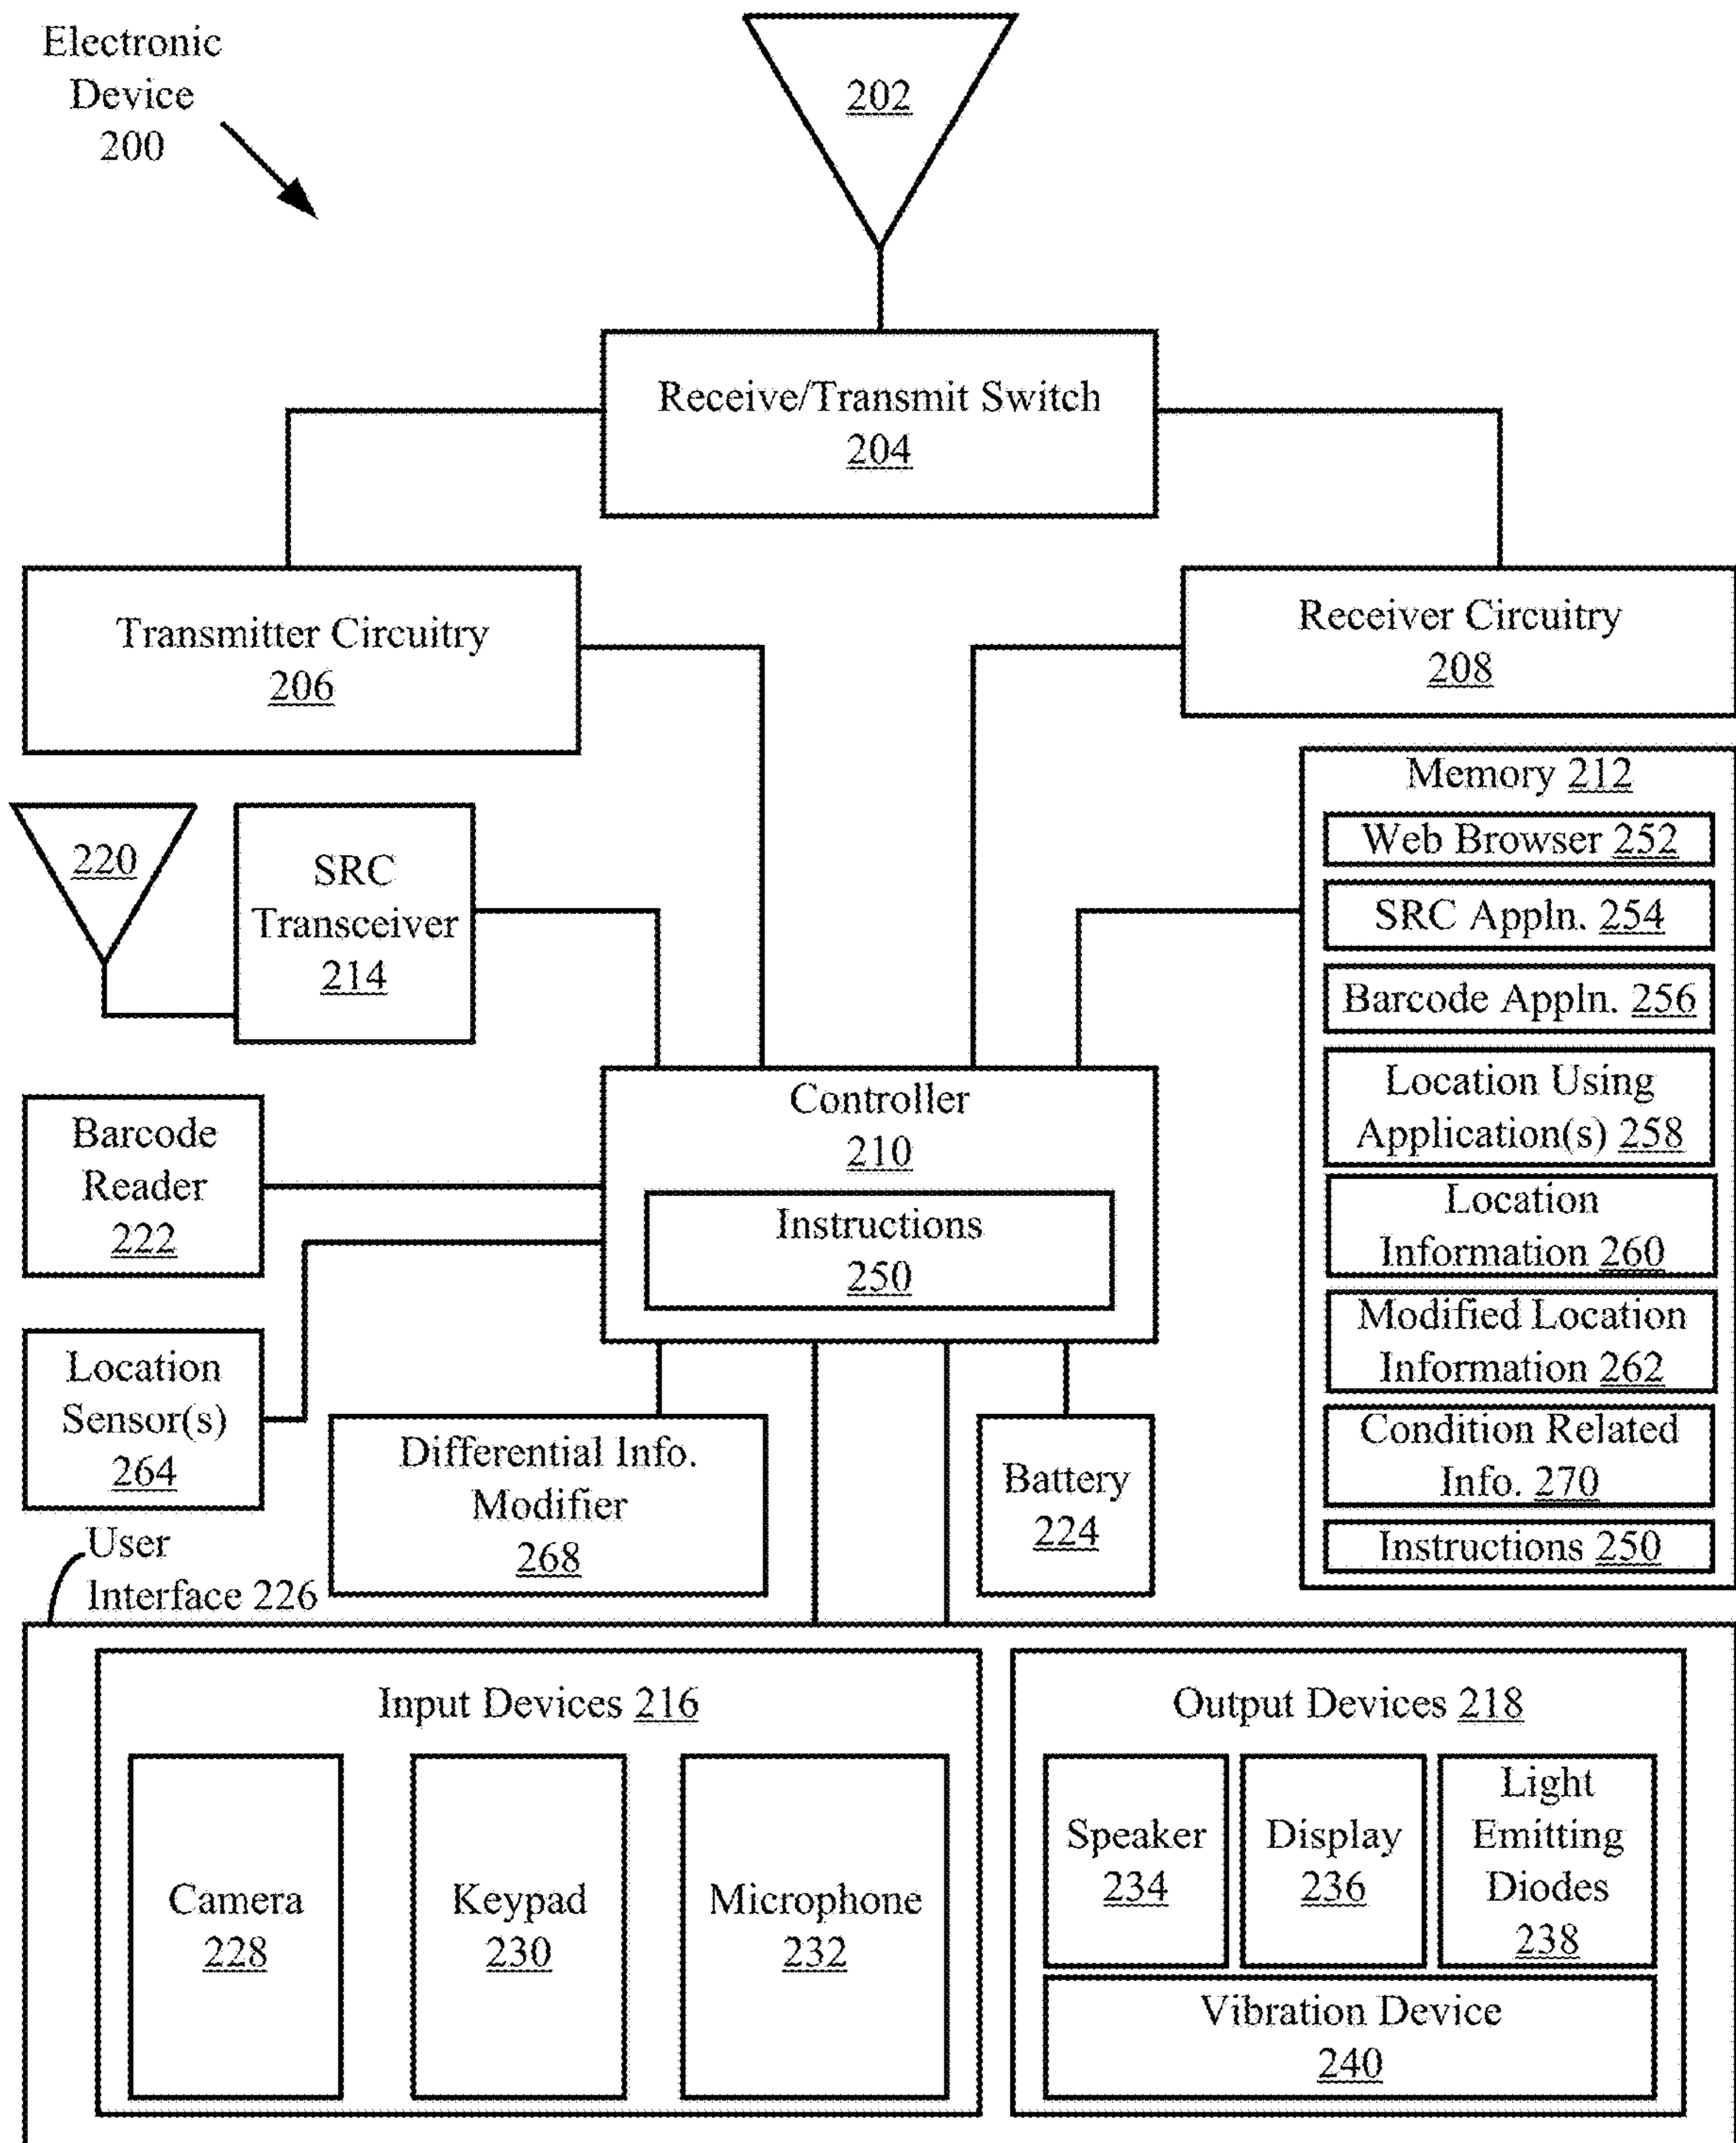 Electronic
Device
200
202
Receive/Transmit Switch
204
Transmitter Circuitry
206
Receiver Circuitry
208
220
SRC
Transceiver
214
Memory 212
Web Browser 252
SRC Appln. 254
Barcode Appln. 256
Location Using
Application(s) 258
Location
Information 260
Modified Location
Information 262
Condition Related
Info. 270
Instructions 250
Controller
210
Instructions
250
Barcode
Reader
222
Location
Sensor(s)
264
Differential Info.
Modifier
268
Battery
224
User
Interface 226
Input Devices 216
Camera
228
Keypad
230
Microphone
232
Output Devices 218
Speaker
234
Display
236
Light
Emitting
Diodes
238
Vibration Device
240